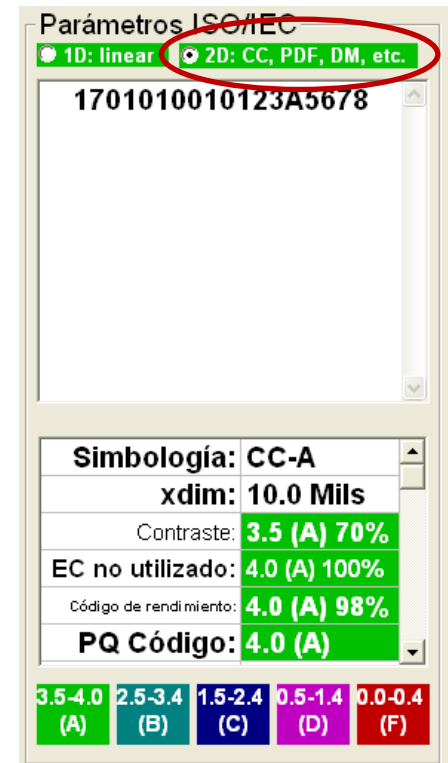 Parámetros ISO/IEC
1D: linear 2D: CC, PDF, DM, etc.
1701010010123A5678
Simbología: CC-A
xdim: 10.0 Mils
Contraste: 3.5 (A) 70%
EC no utilizado: 4.0 (A) 100%
Código de rendimiento: 4.0 (A) 98%
PQ Código: 4.0 (A)
3.5-4.0 2.5-3.4 1.5-2.4 0.5-1.4 0.0-0.4
(A) (B) (C) (D) (F)